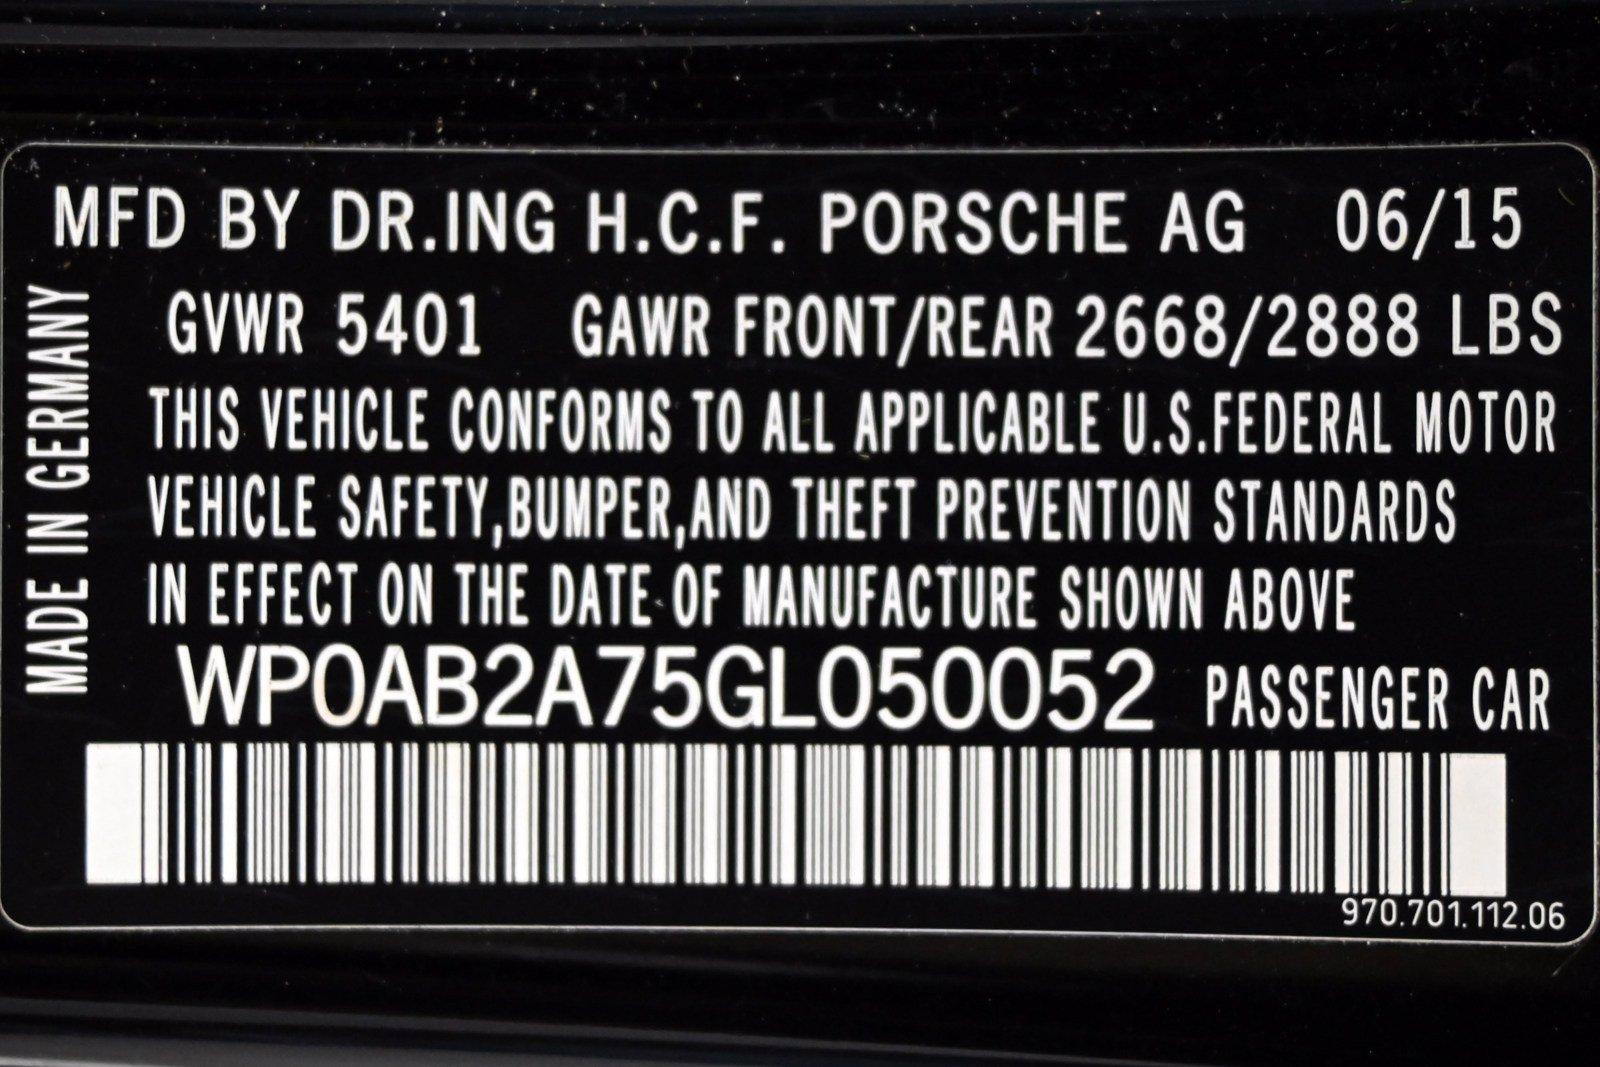 MFD BY DR.ING H.C.F. PORSCHE AG 06/15
GVWR 5401 GAWR FRONT/REAR 2668/2888 LBS
THIS VEHICLE CONFORMS TO ALL APPLICABLE U.S.FEDERAL MOTOR
VEHICLE SAFETY,BUMPER,AND THEFT PREVENTION STANDARDS
IN EFFECT ON THE DATE OF MANUFACTURE SHOWN ABOVE
WP0AB2A75GL050052 PASSENGER CAR
970.701.112.06
MADE IN GERMANY